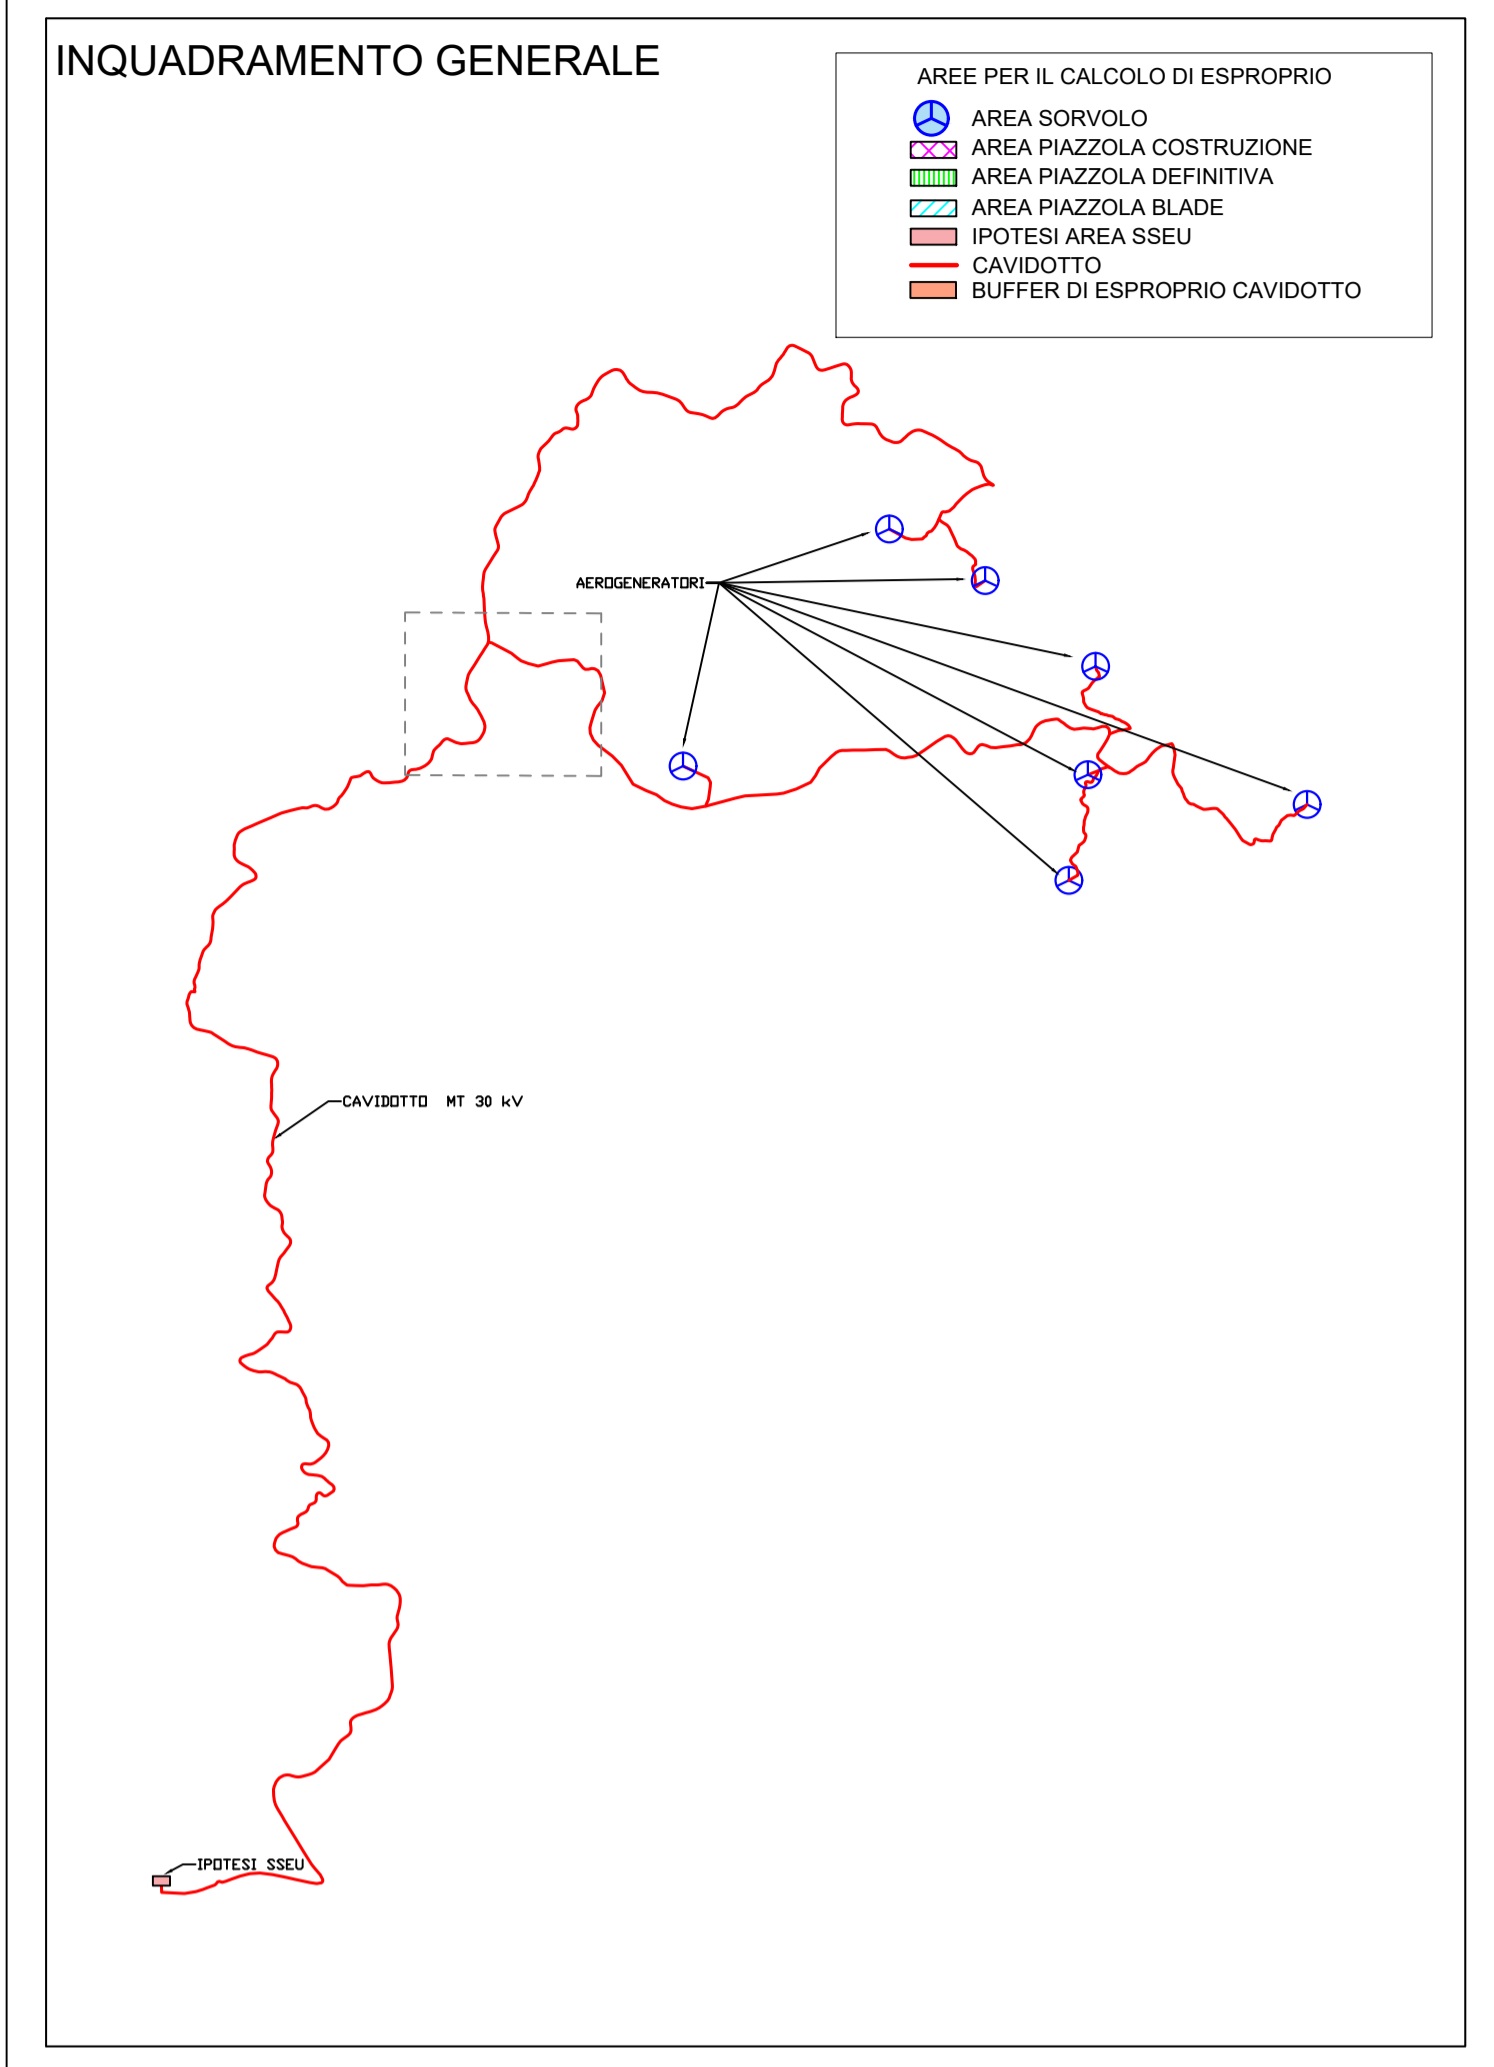 INQUADRAMENTO GENERALE
AREE PER IL CALCOLO DI ESPROPRIO
AREA SORVOLO
AREA PIAZZOLA COSTRUZIONE
AREA PIAZZOLA DEFINITIVA
AREA PIAZZOLA BLADE
IPOTESI AREA SSEU
CAVIDOTTO
BUFFER DI ESPROPRIO CAVIDOTTO
AEROGENERATORI
CAVIDOTTO MT 30 kV
IPOTESI SSEU